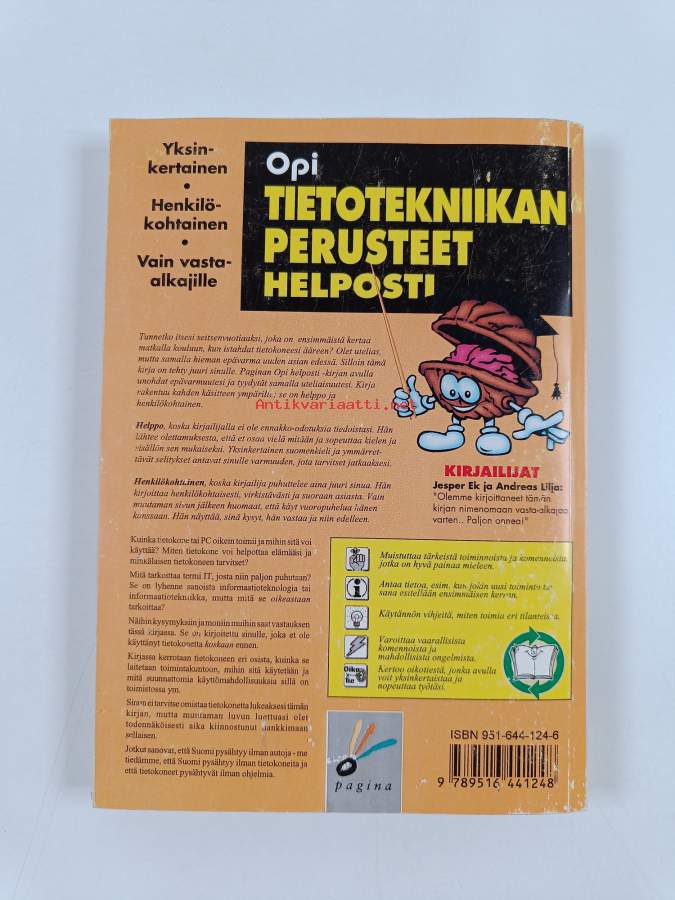 Yksin-
kertainen
•
Henkilö-
kohtainen
•
Vain vasta-
alkajille
Opi
TIETOTEKNIIKAN
PERUSTEET
HELPOSTI
Tunnetko itsesi seitsenvuotiaaksi, joka on ensimmäistä kertaa
matkalla kouluun, kun istahdat tietokoneesi ääreen? Olet utelias,
mutta samalla hieman epävarma uuden asian edessä. Silloin tämä
kirja on tehty juuri sinulle. Paginan Opi helposti -kirjan avulla
unohdat epävarmuutesi ja tyydytät samalla uteliaisuutesi. Kirja
rakentuu kahden käsitteen ympärille; se on helppo ja
henkilökohtainen.
Antikvariaatti.net
Helppo, koska kirjailijalla ei ole ennakko-odotuksia tiedoistasi. Hän
lähtee olettamuksesta, että et osaa vielä mitään ja sopeuttaa kielen ja
sisällön sen mukaiseksi. Yksinkertainen suomenkieli ja ymmärret-
tävät selitykset antavat sinulle varmuuden, jota tarvitset jatkaaksesi.
Henkilökohtainen, koska kirjailija puhuttelee aina juuri sinua. Hän
kirjoittaa henkilökohtaisesti, virkistävästi ja suoraan asiasta. Vain
muutaman sivun jälkeen huomaat, että käyt vuoropuhelua hänen
konssaan. Hän näyttää, sinä kysyt, hän vastaa ja niin edelleen.
Kuinka tietokone tai PC oikein toimii ja mihin sitä voi
käyttää? Miten tietokone voi helpottaa elämääsi ja
minkälaisen tietokoneen tarvitset?
Mitä tarkoittaa termi IT, josta niin paljon puhutaan?
Se on lyhenne sanoista informaatioteknologia tai
informaatiotekniikka, mutta mitä se oikeastaan
tarkoittaa?
Näihin kysymyksiin ja moniin muihin saat vastauksen
tässä kirjassa. Se on kirjoitettu sinulle, joka et ole
käyttänyt tietokonetta koskaan ennen.
Kirjassa kerrotaan tietokoneen eri osista, kuinka se
laitetaan toimintakuntoon, mihin sitä käytetään ja
mitä suunnattomia käyttömahdollisuuksia sillä on
toimistossa ym.
Sinun ei tarvitse omistaa tietokonetta lukeaksesi tämän
kirjan, mutta muutaman luvun luettuasi olet
todennäköisesti aika kiinnostunut hankkimaan
sellaisen.
Jotkut sanovat, että Suomi pysähtyy ilman autoja - me
tiedämme, että Suomi pysähtyy ilman tietokoneita ja
että tietokoneet pysähtyvät ilman ohjelmia.
KIRJAILIJAT
Jesper Ek ja Andreas Lilja:
"Olemme kirjoittaneet tämän
kirjan nimenomaan vasta-alkajaa
varten.. Paljon onnea!"
Muistuttaa tärkeistä toiminnoista ja komennoista,
jotka on hyvä painaa mieleen.
Antaa tietoa, esim. kun jokin uusi toiminto tai
sana esitellään ensimmäisen kerran.
Käytännön vihjeitä, miten toimia eri tilanteissa.
Varoittaa vaarallisista
komennoista ja
mahdollisista ongelmista.
Kertoo oikotiestä, jonka avulla
voit yksinkertaistaa ja
nopeuttaa työtäsi.
Oiko
Tie
pagina
ISBN 951-644-124-6
9 789516 441248